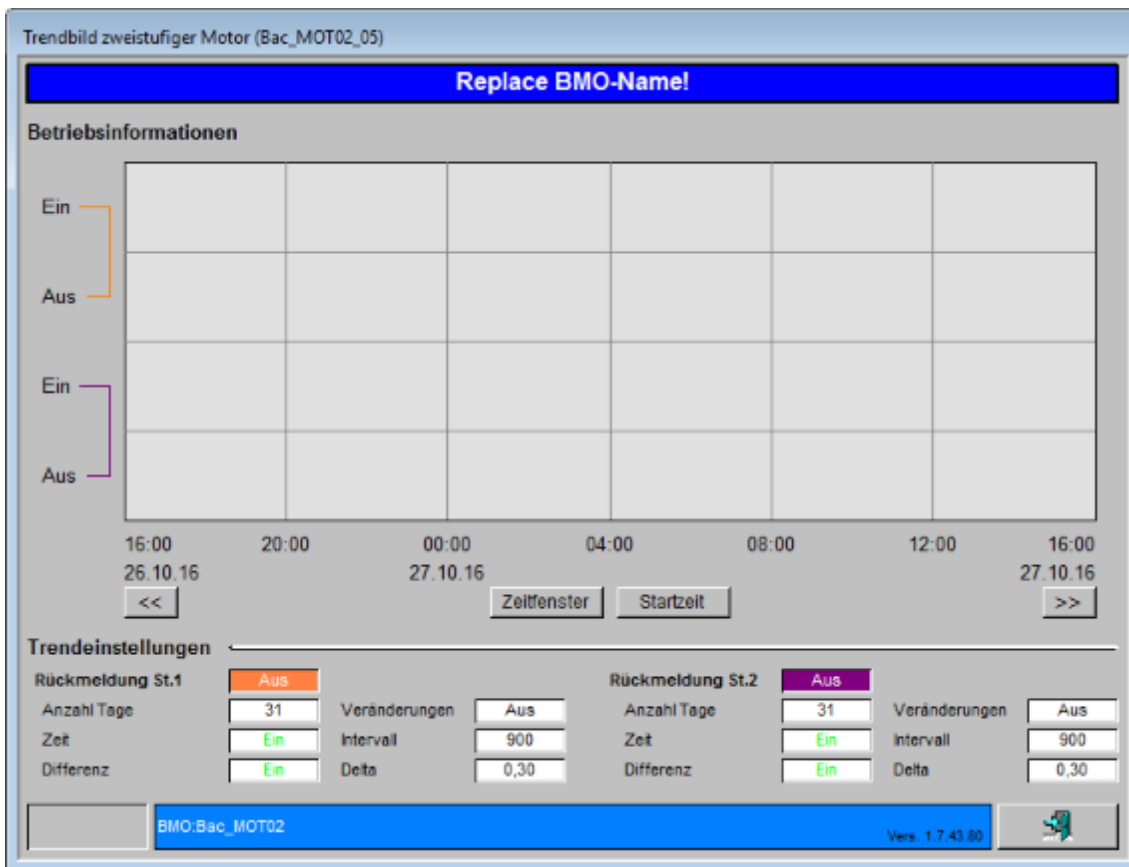 Trendbild zweistufiger Motor (Bac_MOT02_05)
Replace BMO-Name!
Betriebsinformationen
Ein
Aus
Ein
Aus
16:00 20:00 00:00 04:00 08:00 12:00 16:00
26.10.16 27.10.16 27.10.16
<< Zeitfenster Startzeit >>
Trendeinstellungen
Rückmeldung St.1 Aus Rückmeldung St.2 Aus
Anzahl Tage 31 Veränderungen Aus Anzahl Tage 31 Veränderungen Aus
Zeit Ein Intervall 900 Zeit Ein Intervall 900
Differenz Ein Delta 0,30 Differenz Ein Delta 0,30
BMO:Bac_MOT02 Vers. 1.7.43.80